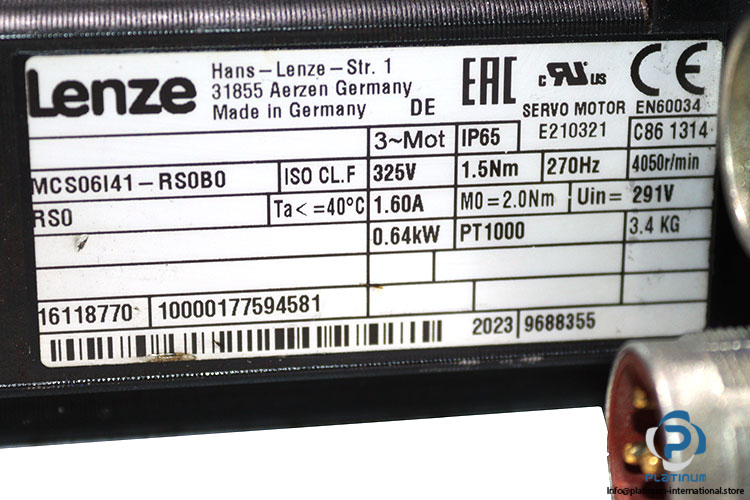 Lenze
Hans-Lenze-Str. 1
31855 Aerzen Germany
Made in Germany DE
EAC
c RU us
CE
SERVO MOTOR EN60034
3~Mot IP65 E210321 C86 1314
MCS06I41-RS0B0 ISO CL.F 325V 1.5Nm 270Hz 4050r/min
RS0 Ta<=40°C 1.60A M0=2.0Nm Uin= 291V
0.64kW PT1000 3.4 KG
16118770 10000177594581
2023 9688355
PLATINUM
info@platinum-international.store